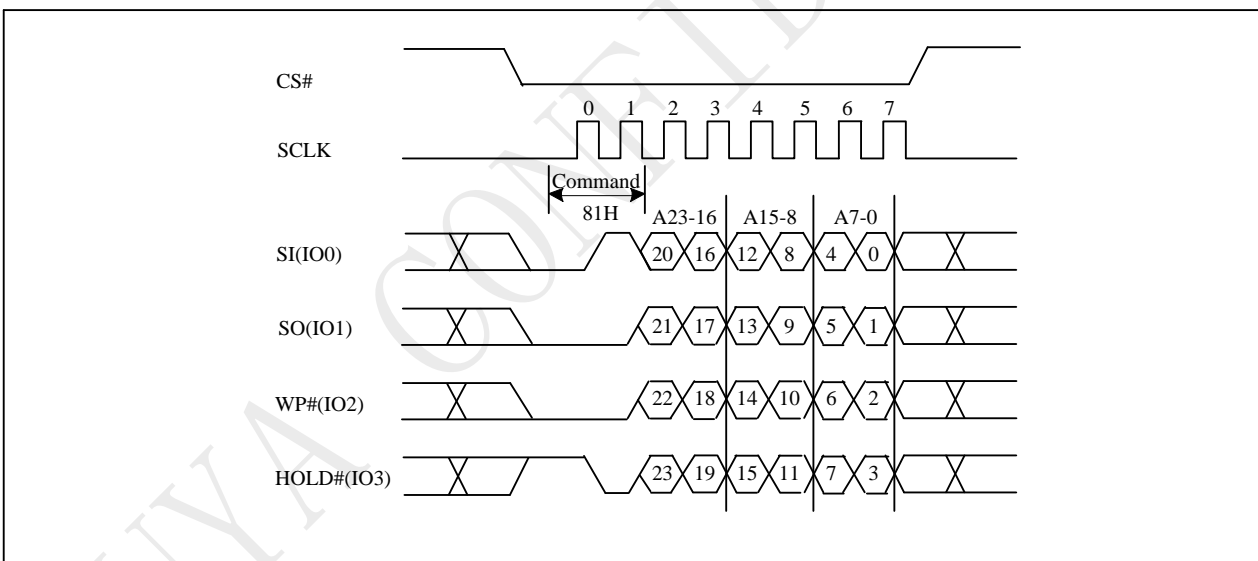 CS#
0 1 2 3 4 5 6 7
SCLK
Command
81H
A23-16 A15-8 A7-0
SI(IO0)
20 16 12 8 4 0
SO(IO1)
21 17 13 9 5 1
WP#(IO2)
22 18 14 10 6 2
HOLD#(IO3)
23 19 15 11 7 3